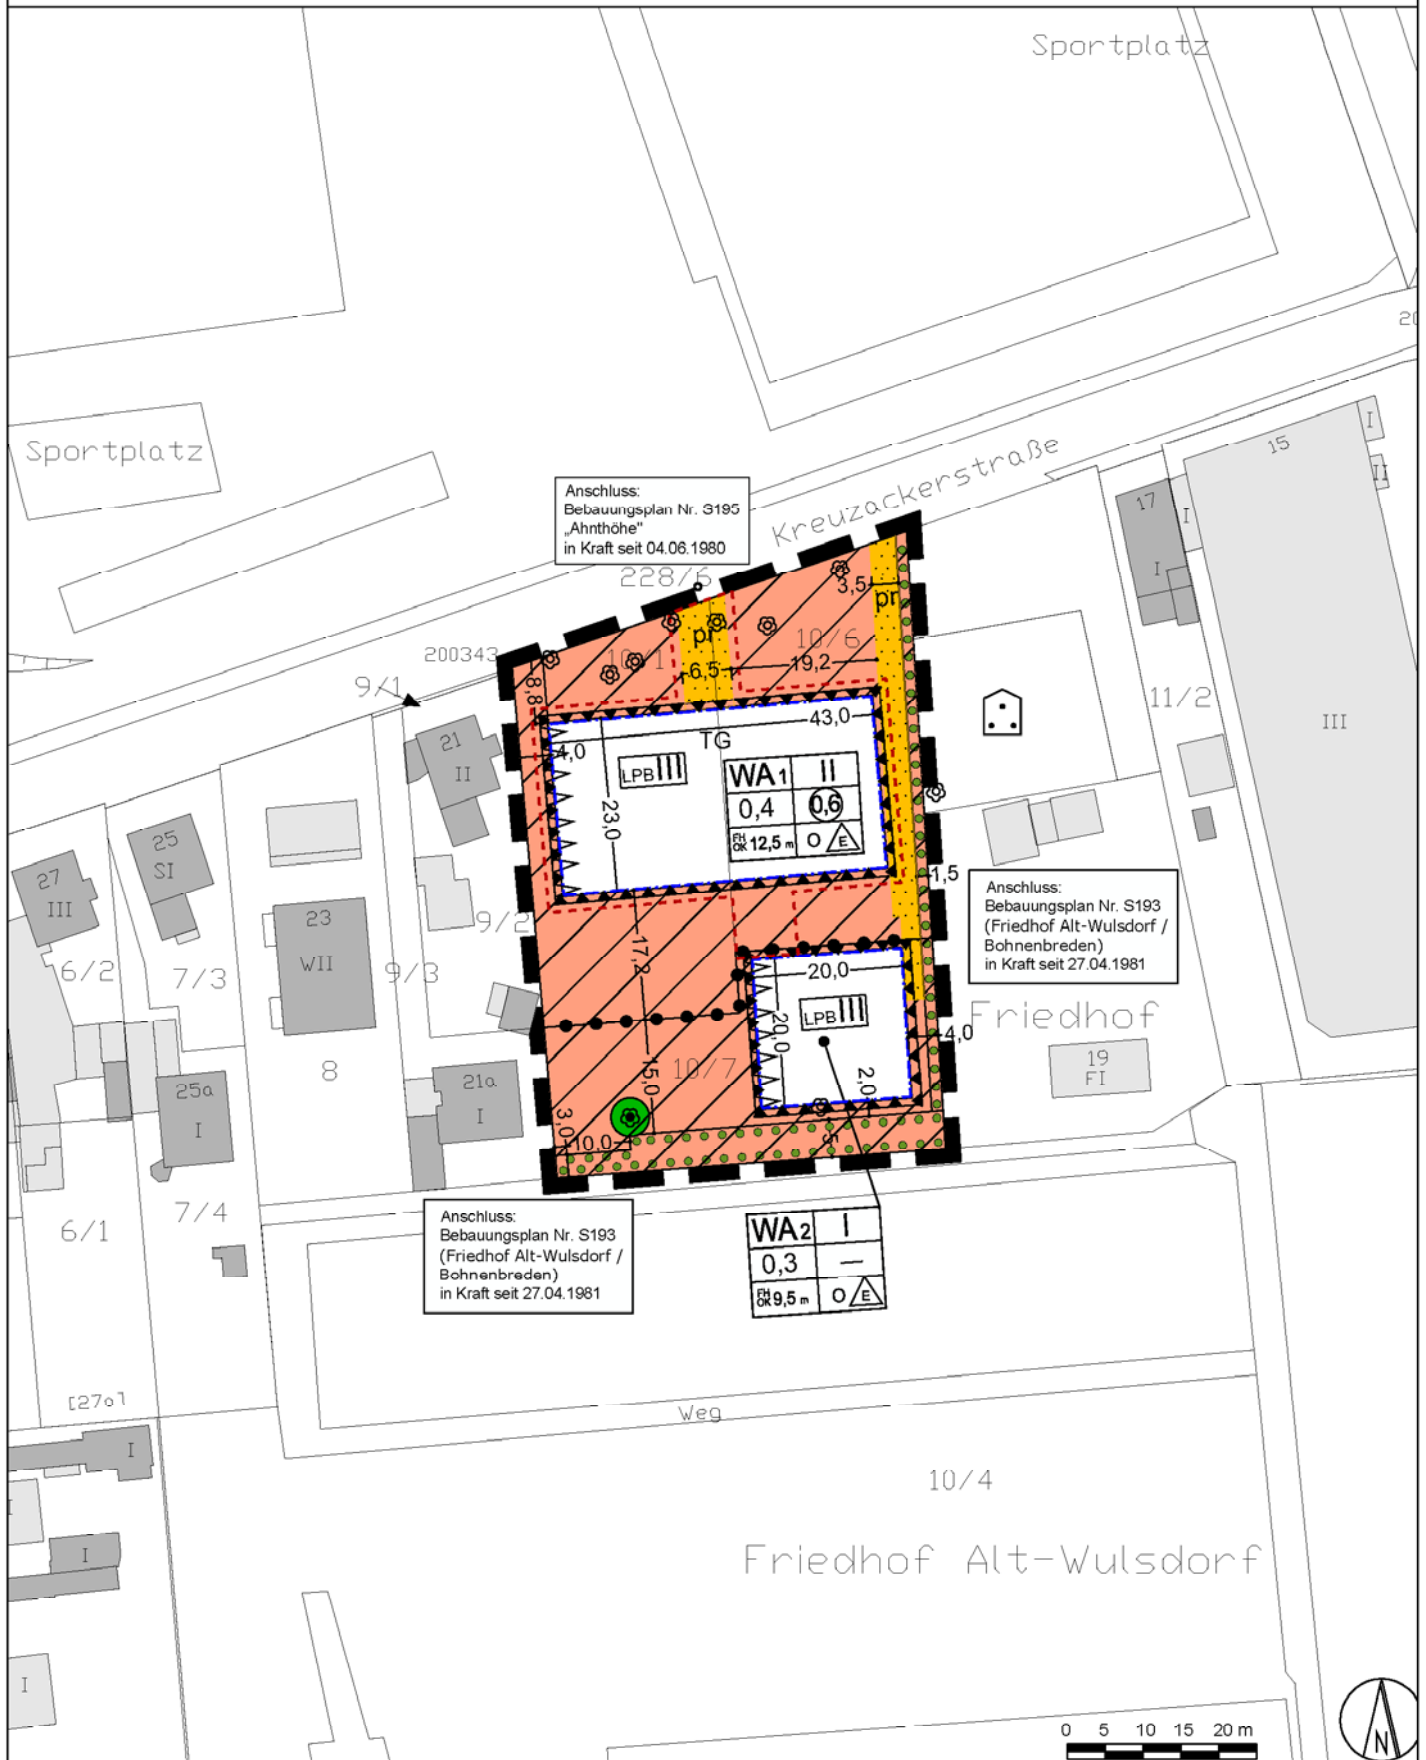 Sportplatz
20
Sportplatz
I
15
II
Kreuzackerstraße
Anschluss:
Bebauungsplan Nr. S195
„Ahnthöhe"
in Kraft seit 04.06.1980
17
I
I
228/6
3,5
pr
pr
10/1
10/6
200343
6,5
19,2
8,8
9/1
11/2
III
43,0
TG
21
II
4,0
LPB III
WA1
II
0,4
0,6
FH
OK 12,5 m
O
E
23,0
25
SI
27
III
1,5
Anschluss:
Bebauungsplan Nr. S193
(Friedhof Alt-Wulsdorf /
Bohnenbreden)
in Kraft seit 27.04.1981
23
WII
9/2
6/2
7/3
9/3
17,2
20,0
LPB III
20,0
Friedhof
4,0
8
10/7
19
FI
15,0
2,0
25a
I
21a
I
3,0
10,0
6/1
7/4
Anschluss:
Bebauungsplan Nr. S193
(Friedhof Alt-Wulsdorf /
Bohnenbreden)
in Kraft seit 27.04.1981
WA2
I
0,3
—
FH
OK 9,5 m
O
E
Weg
I
10/4
I
I
Friedhof Alt-Wulsdorf
I
0 5 10 15 20 m
N